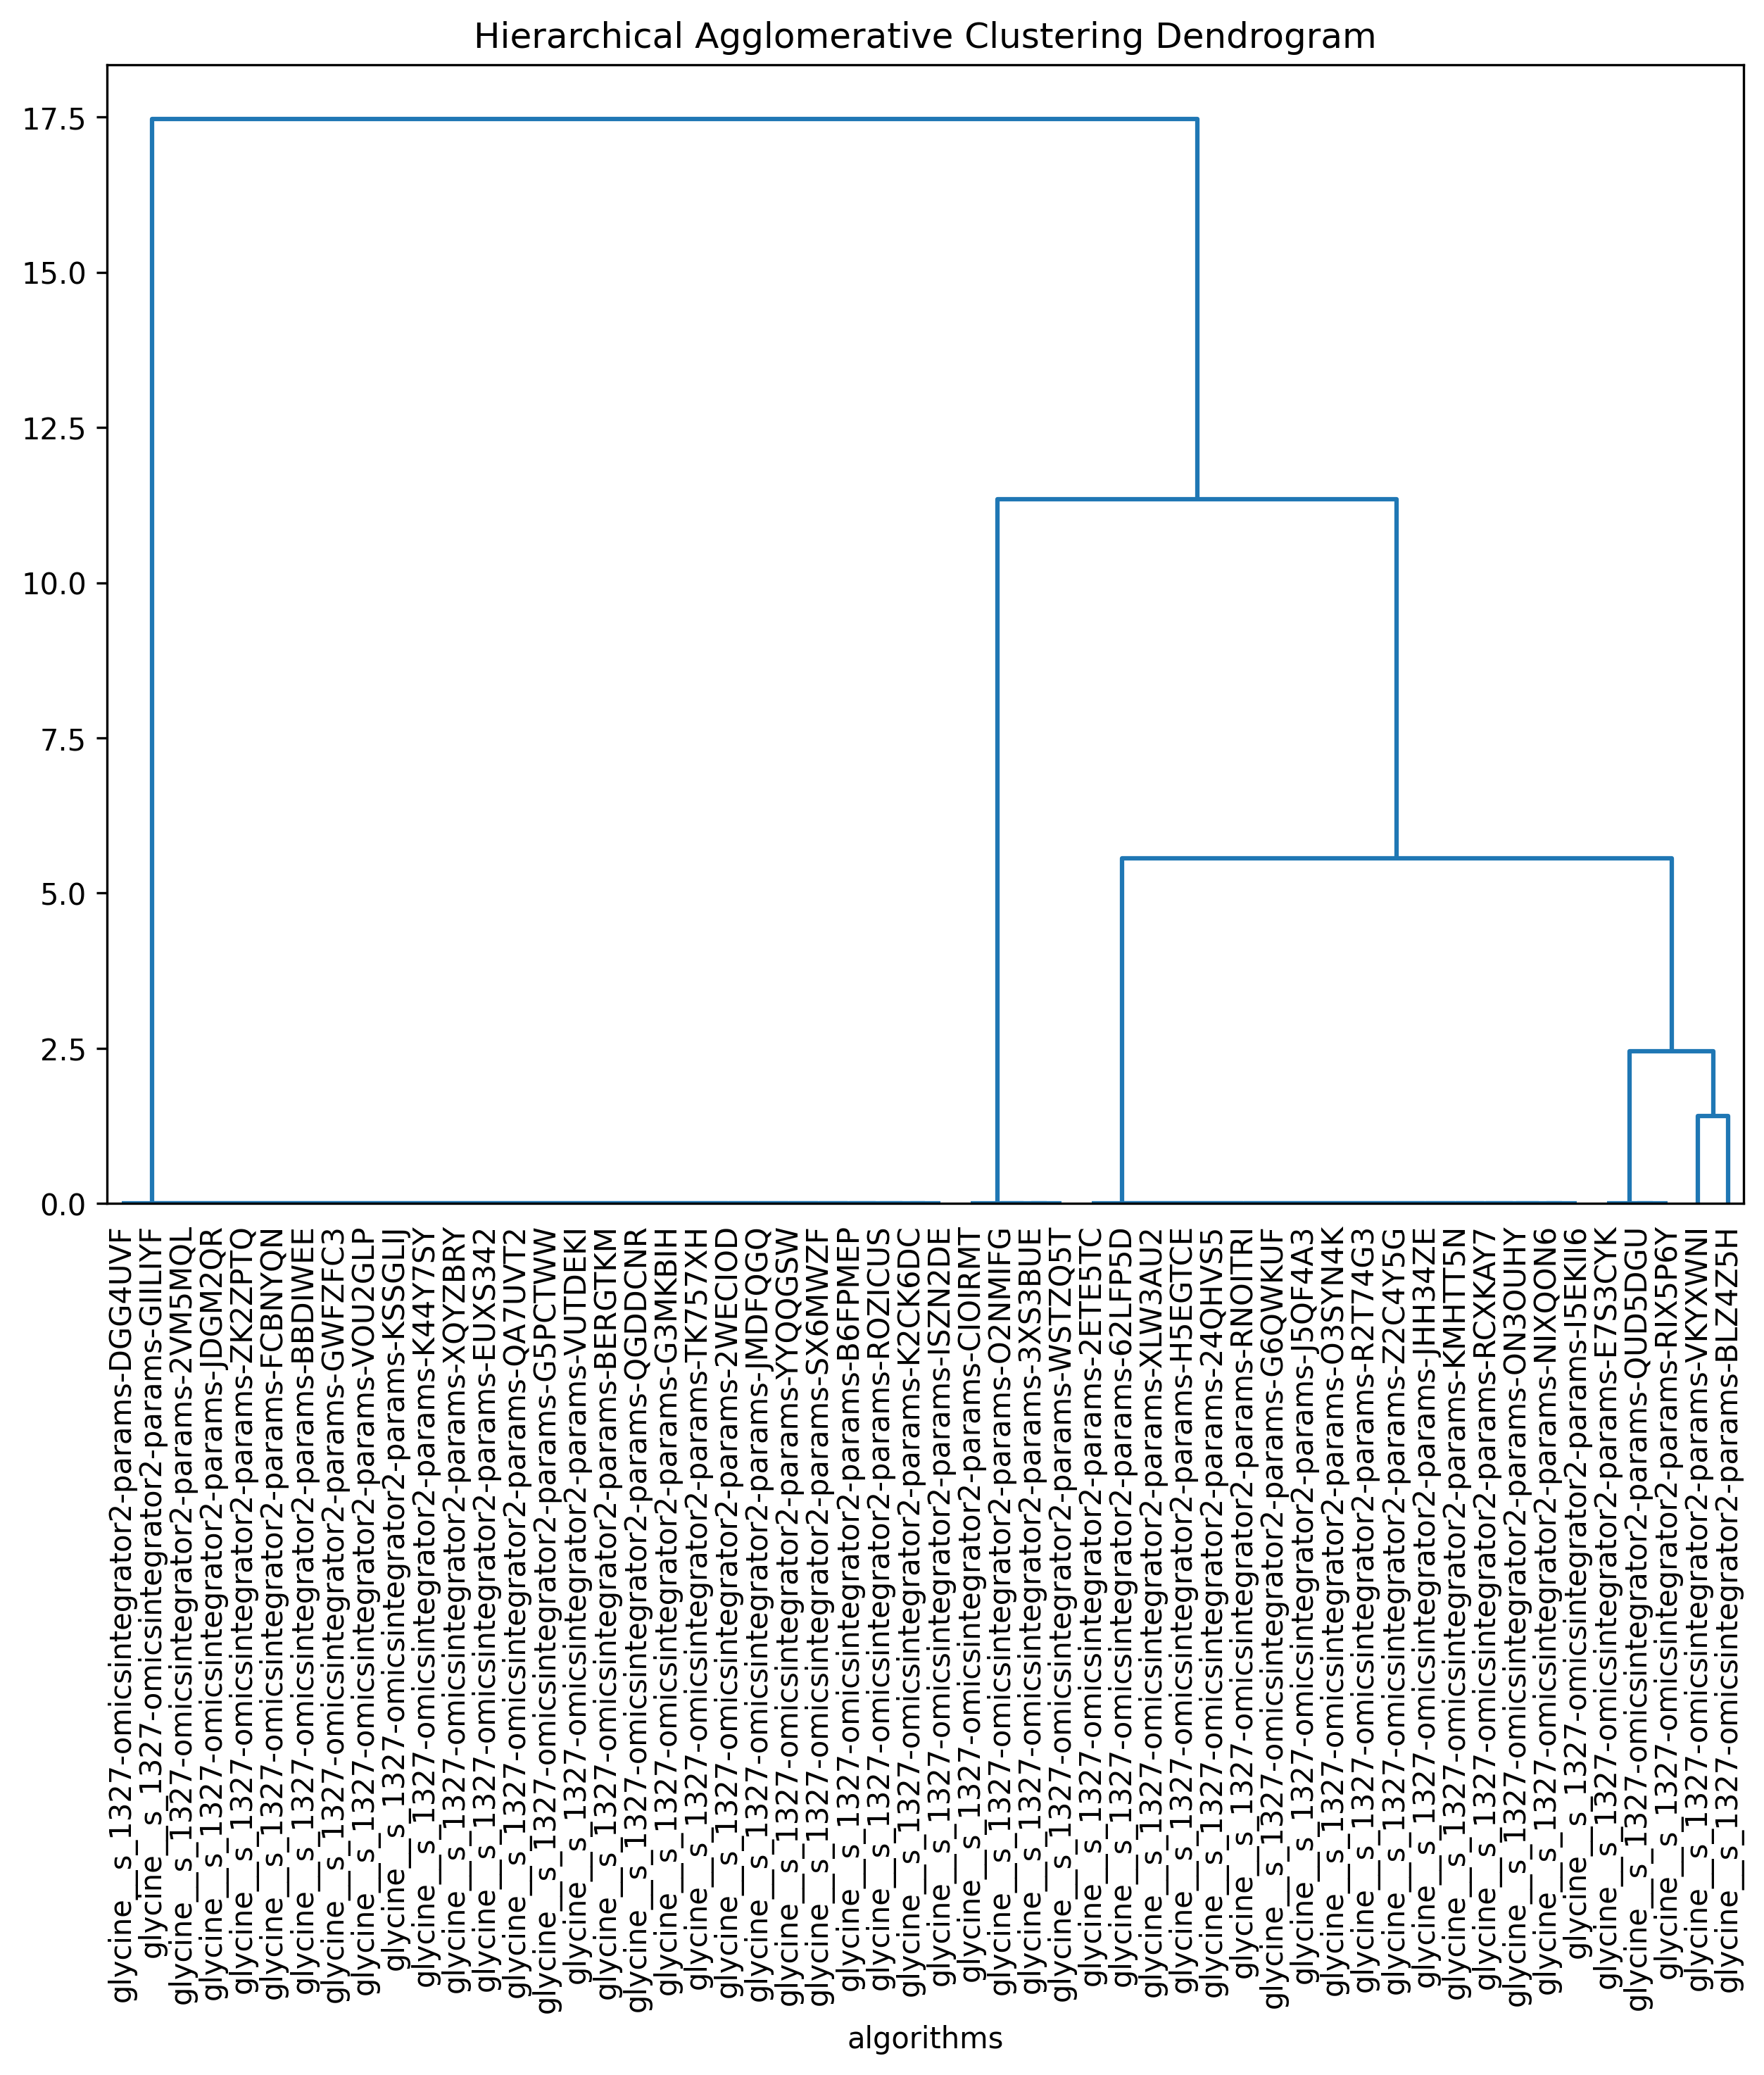 Hierarchical Agglomerative Clustering Dendrogram
17.5
15.0
12.5
10.0
7.5
5.0
2.5
0.0
glycine__s_1327-omicsintegrator2-params-DGG4UVF
glycine__s_1327-omicsintegrator2-params-GIILIYF
glycine__s_1327-omicsintegrator2-params-2VM5MQL
glycine__s_1327-omicsintegrator2-params-JDGM2QR
glycine__s_1327-omicsintegrator2-params-ZK2ZPTQ
glycine__s_1327-omicsintegrator2-params-FCBNYQN
glycine__s_1327-omicsintegrator2-params-BBDIWEE
glycine__s_1327-omicsintegrator2-params-GWFZFC3
glycine__s_1327-omicsintegrator2-params-VOU2GLP
glycine__s_1327-omicsintegrator2-params-KSSGLIJ
glycine__s_1327-omicsintegrator2-params-K44Y7SY
glycine__s_1327-omicsintegrator2-params-XQYZBRY
glycine__s_1327-omicsintegrator2-params-EUXS342
glycine__s_1327-omicsintegrator2-params-QA7UVT2
glycine__s_1327-omicsintegrator2-params-G5PCTWW
glycine__s_1327-omicsintegrator2-params-VUTDEKI
glycine__s_1327-omicsintegrator2-params-BERGTKM
glycine__s_1327-omicsintegrator2-params-QGDDCNR
glycine__s_1327-omicsintegrator2-params-G3MKBIH
glycine__s_1327-omicsintegrator2-params-TK757XH
glycine__s_1327-omicsintegrator2-params-2WECIOD
glycine__s_1327-omicsintegrator2-params-JMDFQGQ
glycine__s_1327-omicsintegrator2-params-YYQQGSW
glycine__s_1327-omicsintegrator2-params-SX6MWZF
glycine__s_1327-omicsintegrator2-params-B6FPMEP
glycine__s_1327-omicsintegrator2-params-ROZICUS
glycine__s_1327-omicsintegrator2-params-K2CK6DC
glycine__s_1327-omicsintegrator2-params-ISZN2DE
glycine__s_1327-omicsintegrator2-params-CIOIRMT
glycine__s_1327-omicsintegrator2-params-O2NMIFG
glycine__s_1327-omicsintegrator2-params-3XS3BUE
glycine__s_1327-omicsintegrator2-params-WSTZQ5T
glycine__s_1327-omicsintegrator2-params-2ETE5TC
glycine__s_1327-omicsintegrator2-params-62LFP5D
glycine__s_1327-omicsintegrator2-params-XLW3AU2
glycine__s_1327-omicsintegrator2-params-H5EGTCE
glycine__s_1327-omicsintegrator2-params-24QHVS5
glycine__s_1327-omicsintegrator2-params-RNOITRI
glycine__s_1327-omicsintegrator2-params-G6QWKUF
glycine__s_1327-omicsintegrator2-params-J5QF4A3
glycine__s_1327-omicsintegrator2-params-O3SYN4K
glycine__s_1327-omicsintegrator2-params-R2T74G3
glycine__s_1327-omicsintegrator2-params-Z2C4Y5G
glycine__s_1327-omicsintegrator2-params-JHH34ZE
glycine__s_1327-omicsintegrator2-params-KMHTT5N
glycine__s_1327-omicsintegrator2-params-RCXKAY7
glycine__s_1327-omicsintegrator2-params-ON3OUHY
glycine__s_1327-omicsintegrator2-params-NIXQON6
glycine__s_1327-omicsintegrator2-params-I5EKII6
glycine__s_1327-omicsintegrator2-params-E7S3CYK
glycine__s_1327-omicsintegrator2-params-QUD5DGU
glycine__s_1327-omicsintegrator2-params-RIX5P6Y
glycine__s_1327-omicsintegrator2-params-VKYXWNI
glycine__s_1327-omicsintegrator2-params-BLZ4Z5H
algorithms